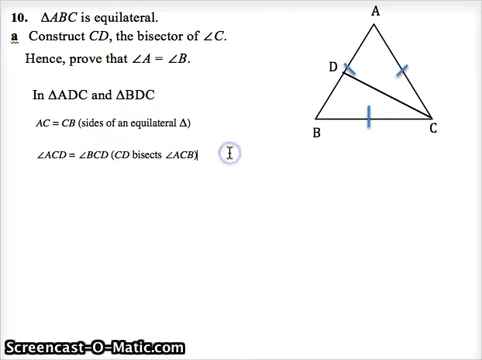 10. ΔABC is equilateral.
a Construct CD, the bisector of ∠C.
Hence, prove that ∠A = ∠B.
In ΔADC and ΔBDC
AC = CB (sides of an equilateral Δ)
∠ACD = ∠BCD (CD bisects ∠ACB)
A
D
B
C
Screencast-O-Matic.com